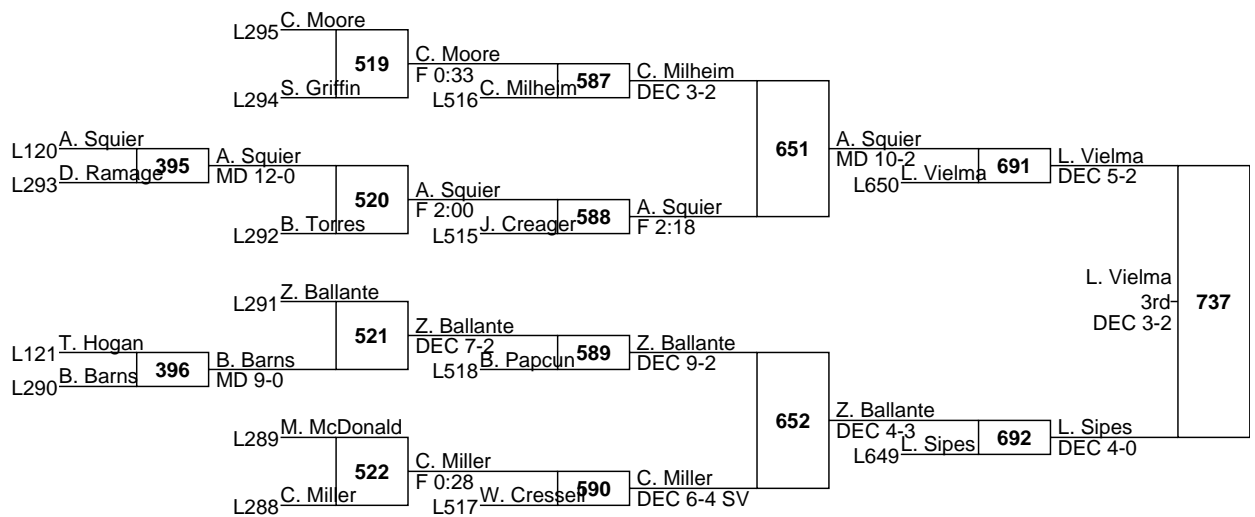 C. Moore
L295
519
C. Moore
F 0:33
S. Griffin
L294
C. Milheim
L516
587
C. Milheim
DEC 3-2
A. Squier
L120
395
D. Ramage
L293
A. Squier
MD 12-0
520
B. Torres
L292
A. Squier
F 2:00
J. Creager
L515
588
A. Squier
F 2:18
651
A. Squier
MD 10-2
L. Vielma
L650
691
L. Vielma
DEC 5-2
Z. Ballante
L291
521
T. Hogan
L121
396
B. Barns
L290
B. Barns
MD 9-0
Z. Ballante
DEC 7-2
B. Papcun
L518
589
Z. Ballante
DEC 9-2
M. McDonald
L289
522
C. Miller
L288
C. Miller
F 0:28
W. Cressell
L517
590
C. Miller
DEC 6-4 SV
652
Z. Ballante
DEC 4-3
L. Sipes
L649
692
L. Sipes
DEC 4-0
L. Vielma
3rd
DEC 3-2
737